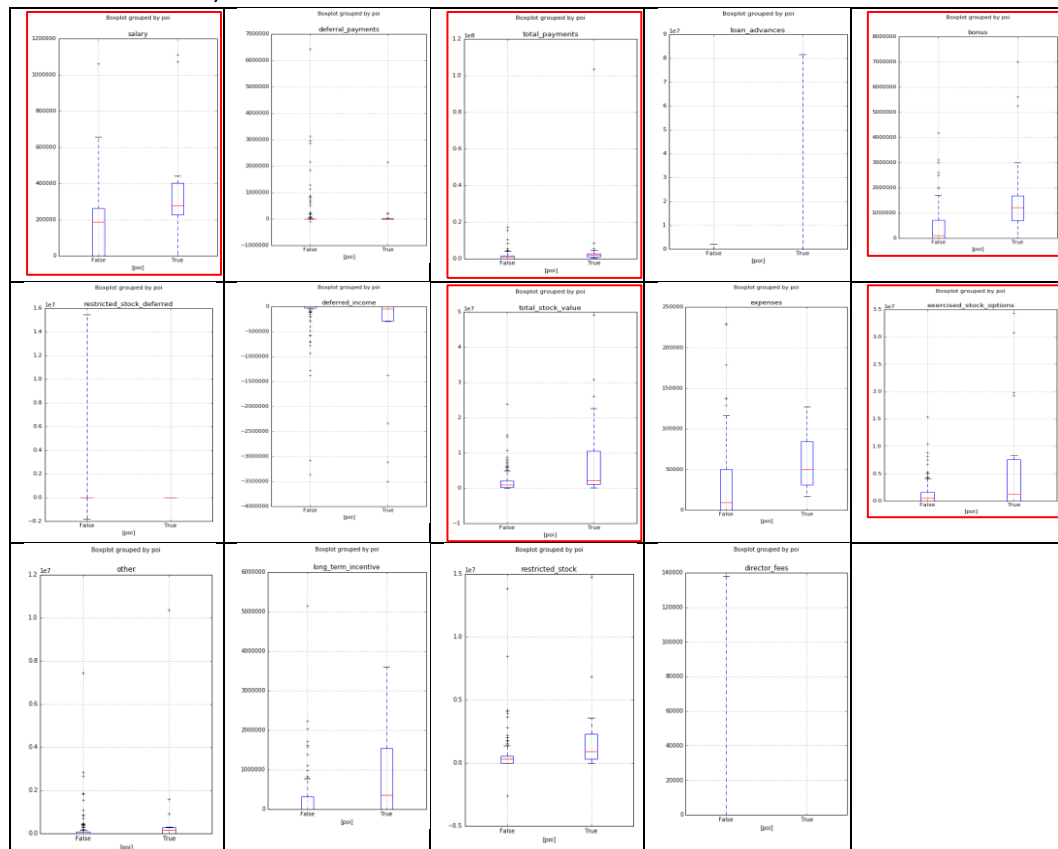 Boxplot grouped by poi
salary
1200000
1000000
800000
600000
400000
200000
0
False True
[poi]
Boxplot grouped by poi
deferral_payments
7000000
6000000
5000000
4000000
3000000
2000000
1000000
0
−1000000
False True
[poi]
Boxplot grouped by poi
total_payments
1e8
1.2
1.0
0.8
0.6
0.4
0.2
0.0
False True
[poi]
Boxplot grouped by poi
loan_advances
1e7
9
8
7
6
5
4
3
2
1
0
False True
[poi]
Boxplot grouped by poi
bonus
8000000
7000000
6000000
5000000
4000000
3000000
2000000
1000000
0
False True
[poi]
Boxplot grouped by poi
restricted_stock_deferred
1e7
1.6
1.4
1.2
1.0
0.8
0.6
0.4
0.2
0.0
−0.2
False True
[poi]
Boxplot grouped by poi
deferred_income
0
−500000
−1000000
−1500000
−2000000
−2500000
−3000000
−3500000
−4000000
False True
[poi]
Boxplot grouped by poi
total_stock_value
1e7
5
4
3
2
1
0
−1
False True
[poi]
Boxplot grouped by poi
expenses
250000
200000
150000
100000
50000
0
False True
[poi]
Boxplot grouped by poi
exercised_stock_options
1e7
3.5
3.0
2.5
2.0
1.5
1.0
0.5
0.0
False True
[poi]
Boxplot grouped by poi
other
1e7
1.2
1.0
0.8
0.6
0.4
0.2
0.0
False True
[poi]
Boxplot grouped by poi
long_term_incentive
6000000
5000000
4000000
3000000
2000000
1000000
0
False True
[poi]
Boxplot grouped by poi
restricted_stock
1e7
1.5
1.0
0.5
0.0
−0.5
False True
[poi]
Boxplot grouped by poi
director_fees
140000
120000
100000
80000
60000
40000
20000
0
False True
[poi]